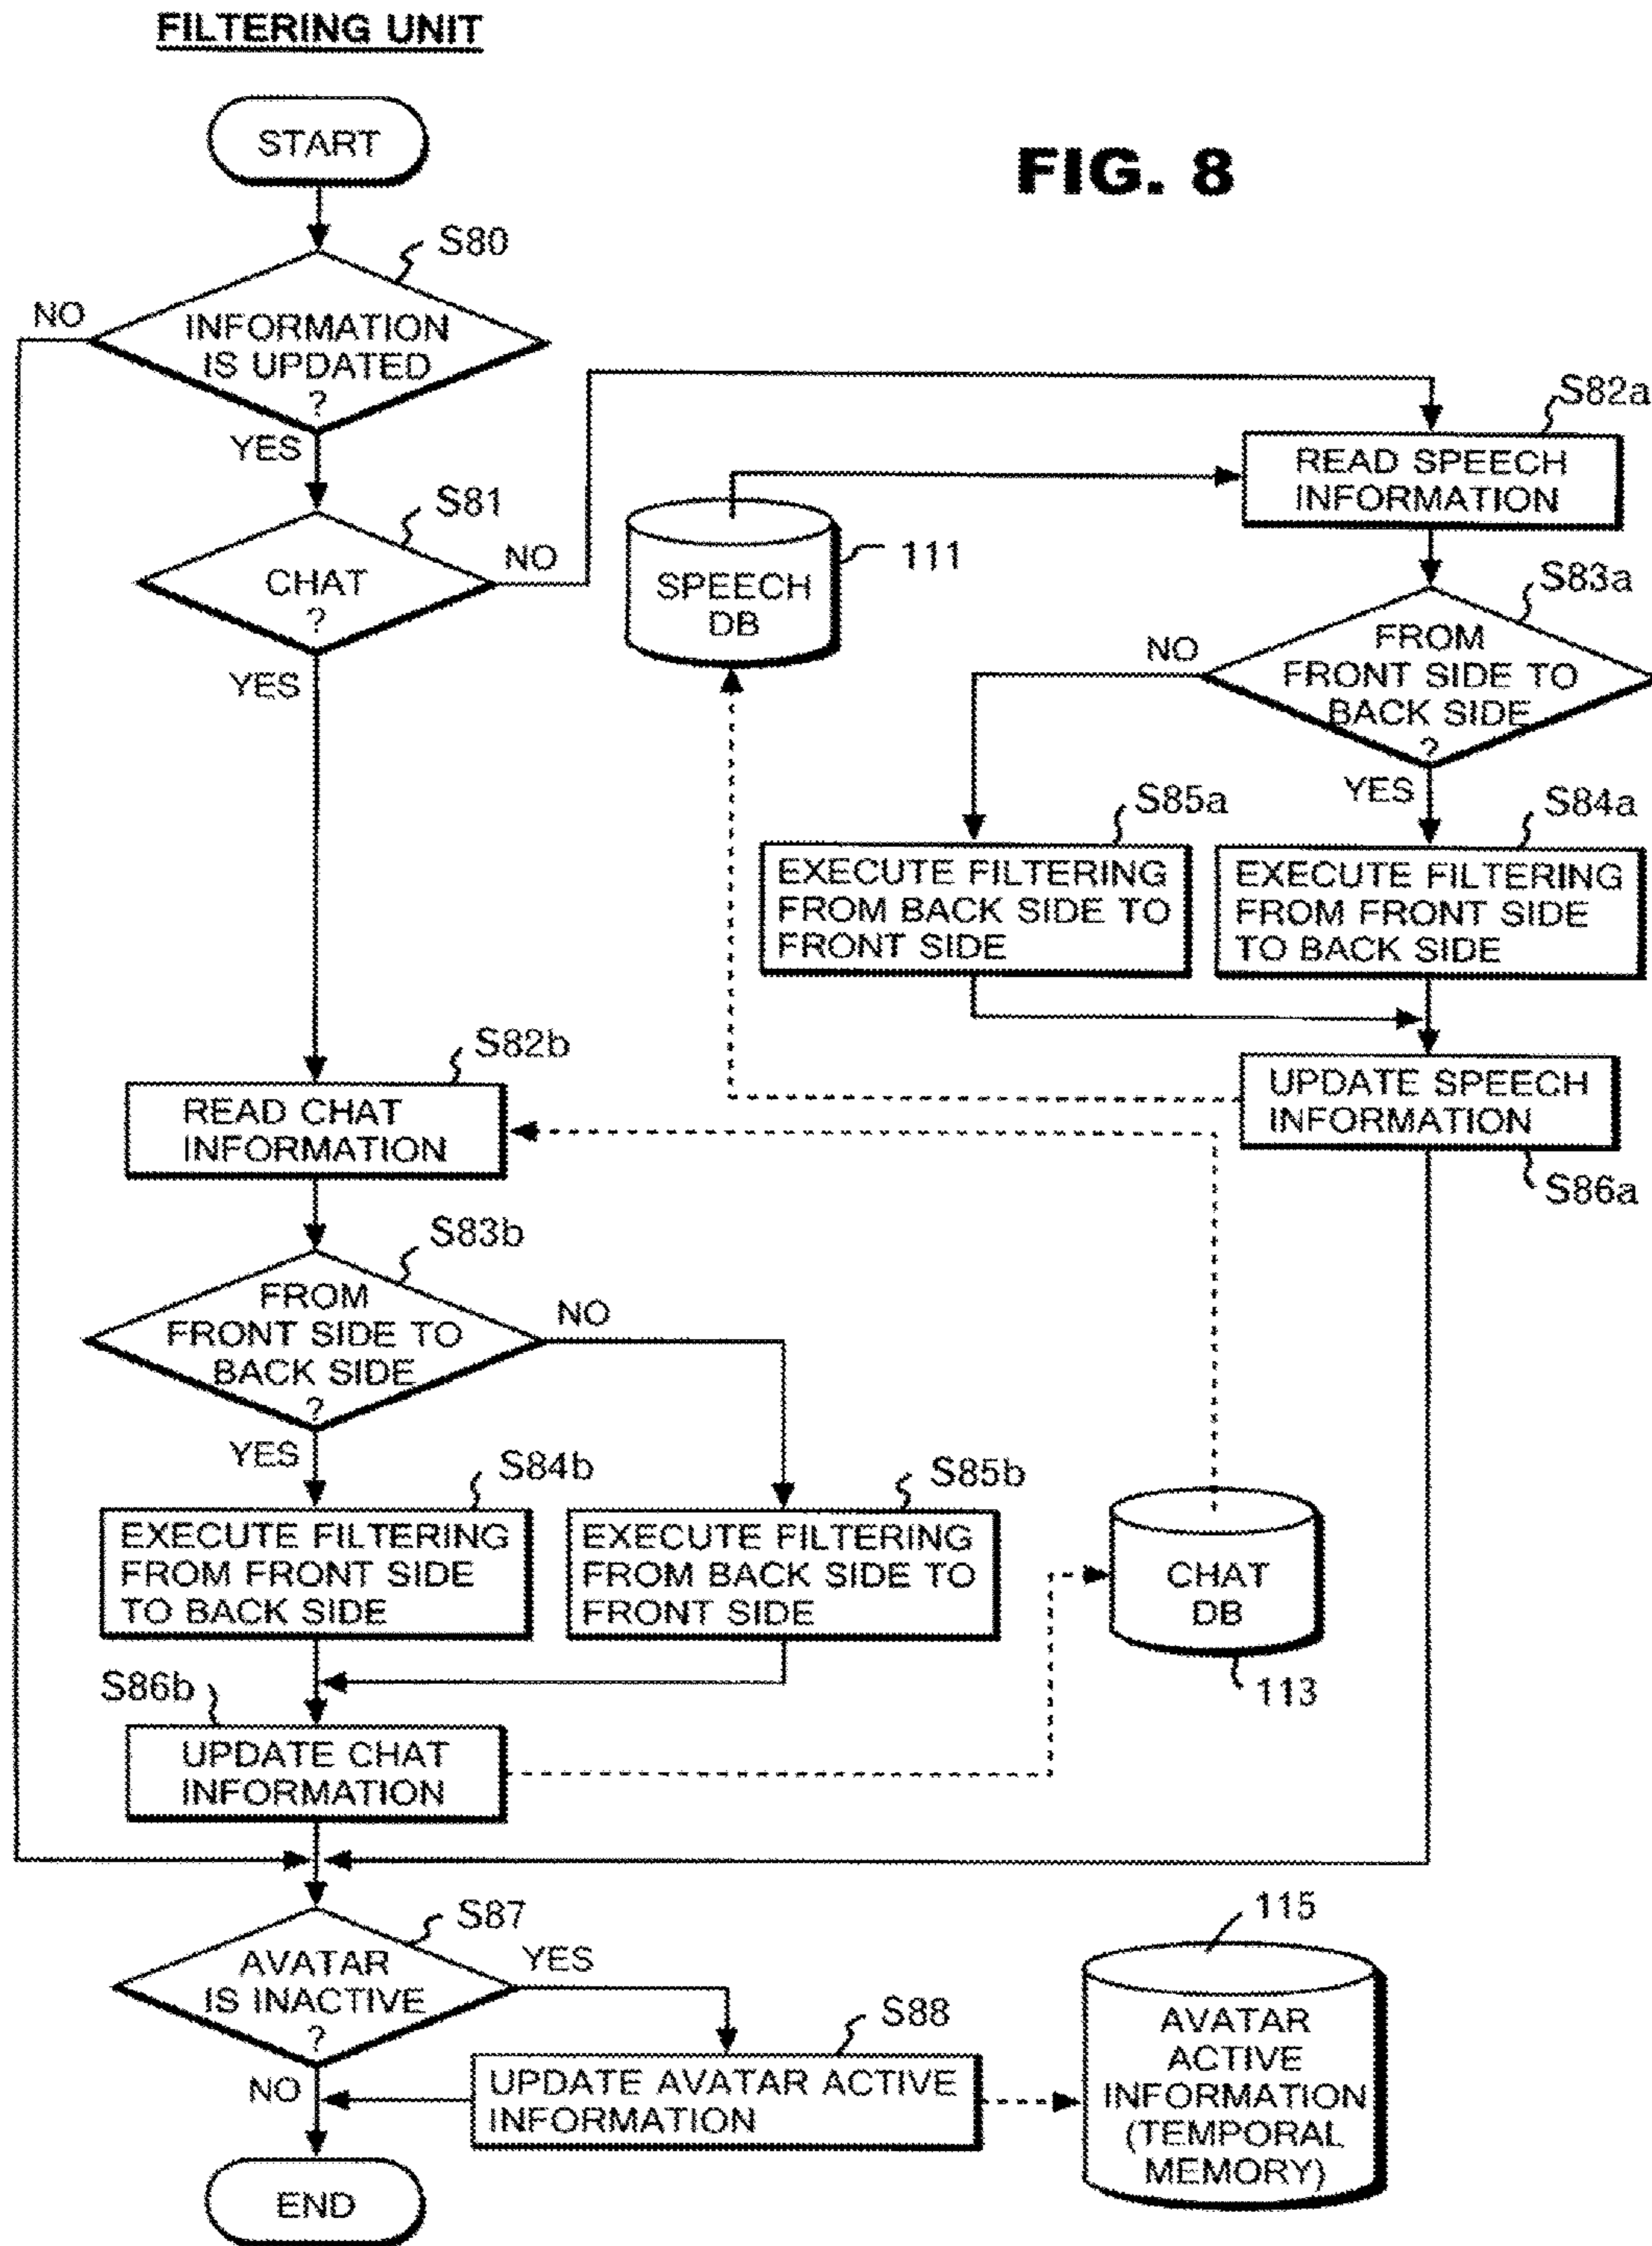 FILTERING UNIT
FIG. 8
START
S80
NO
INFORMATION
IS UPDATED
?
YES
S81
CHAT
?
NO
YES
S82a
READ SPEECH
INFORMATION
111
SPEECH
DB
S83a
FROM
FRONT SIDE TO
BACK SIDE
?
NO
YES
S85a
EXECUTE FILTERING
FROM BACK SIDE TO
FRONT SIDE
S84a
EXECUTE FILTERING
FROM FRONT SIDE
TO BACK SIDE
UPDATE SPEECH
INFORMATION
S86a
S82b
READ CHAT
INFORMATION
S83b
FROM
FRONT SIDE TO
BACK SIDE
?
NO
YES
S84b
EXECUTE FILTERING
FROM FRONT SIDE
TO BACK SIDE
S85b
EXECUTE FILTERING
FROM BACK SIDE TO
FRONT SIDE
CHAT
DB
113
S86b
UPDATE CHAT
INFORMATION
S87
AVATAR
IS INACTIVE
?
YES
NO
S88
UPDATE AVATAR ACTIVE
INFORMATION
115
AVATAR
ACTIVE
INFORMATION
(TEMPORAL
MEMORY)
END